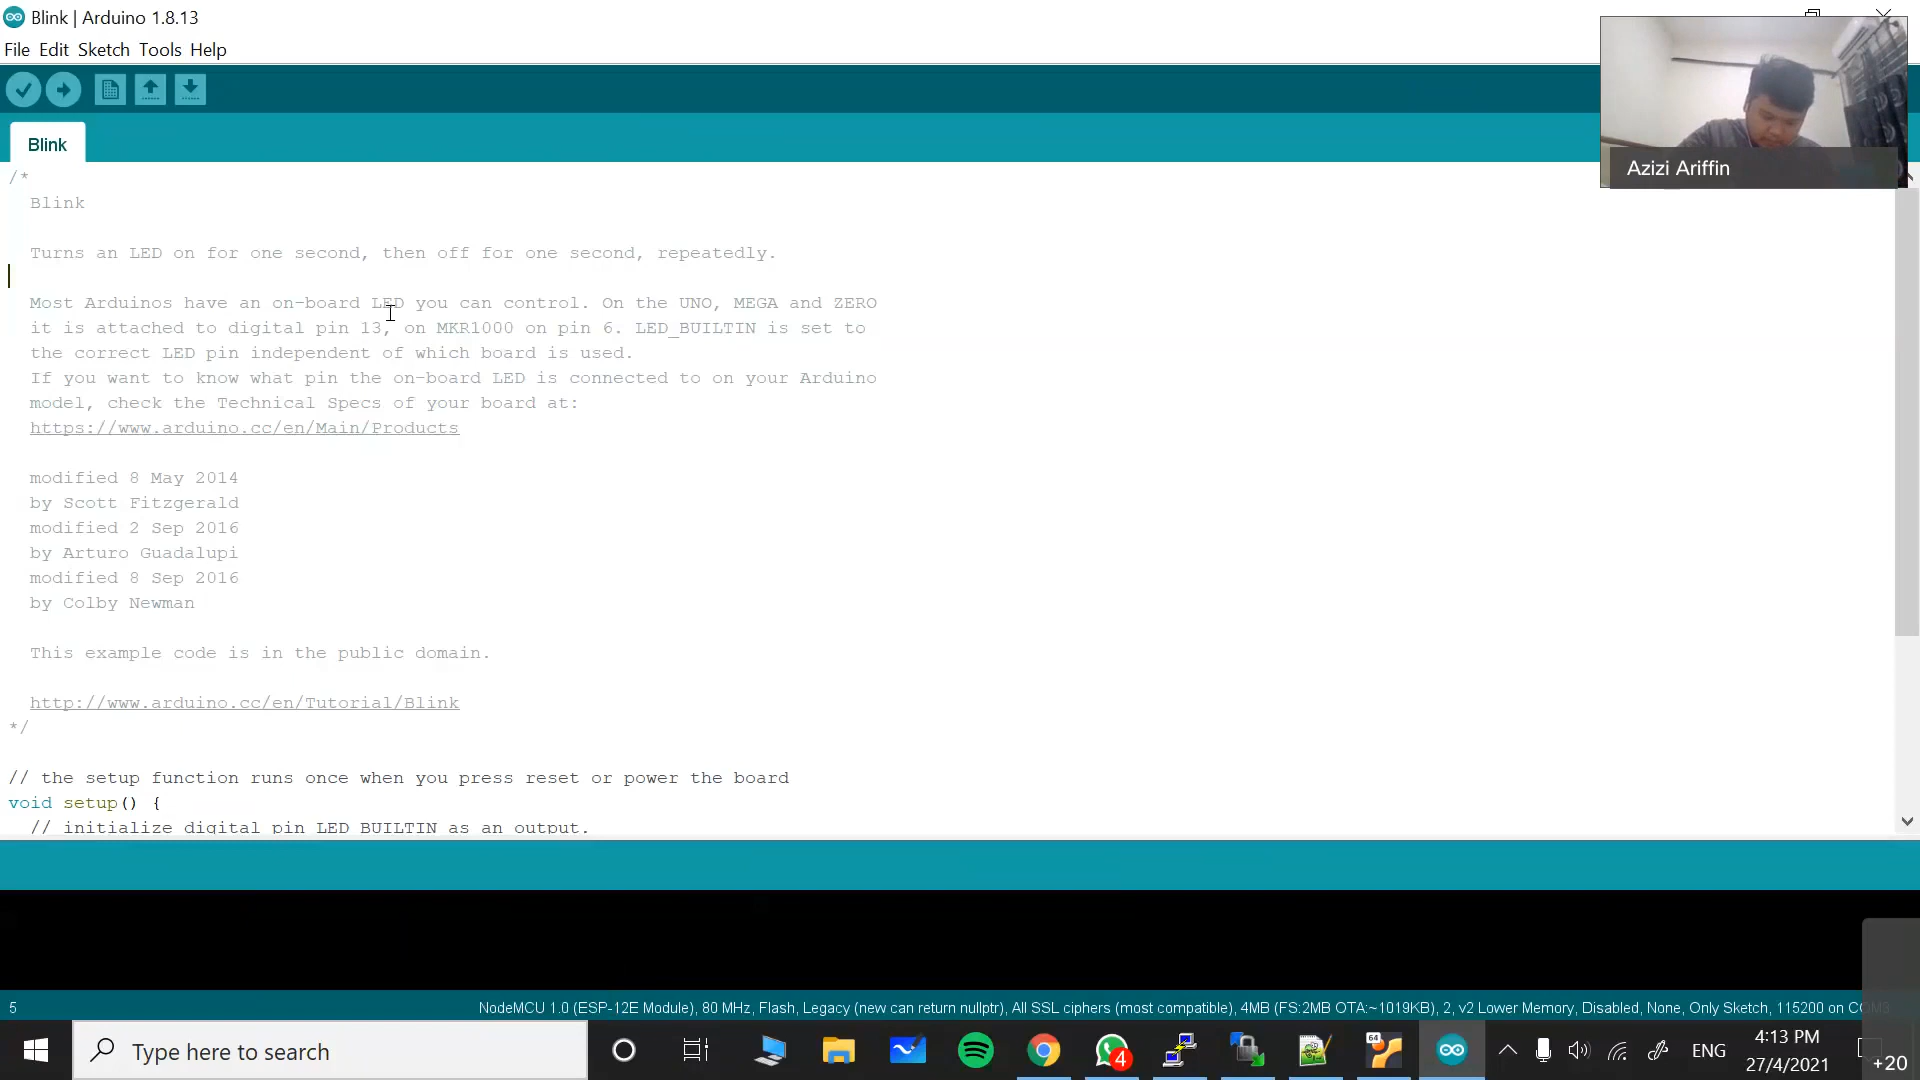 Blink | Arduino 1.8.13
File Edit Sketch Tools Help
Azizi Ariffin
Blink
/*
Blink
Turns an LED on for one second, then off for one second, repeatedly.
Most Arduinos have an on-board LED you can control. On the UNO, MEGA and ZERO
it is attached to digital pin 13, on MKR1000 on pin 6. LED_BUILTIN is set to
the correct LED pin independent of which board is used.
If you want to know what pin the on-board LED is connected to on your Arduino
model, check the Technical Specs of your board at:
https://www.arduino.cc/en/Main/Products
modified 8 May 2014
by Scott Fitzgerald
modified 2 Sep 2016
by Arturo Guadalupi
modified 8 Sep 2016
by Colby Newman
This example code is in the public domain.
http://www.arduino.cc/en/Tutorial/Blink
*/
// the setup function runs once when you press reset or power the board
void setup() {
// initialize digital pin LED_BUILTIN as an output.
5
NodeMCU 1.0 (ESP-12E Module), 80 MHz, Flash, Legacy (new can return nullptr), All SSL ciphers (most compatible), 4MB (FS:2MB OTA:~1019KB), 2, v2 Lower Memory, Disabled, None, Only Sketch, 115200 on
Type here to search
4
64
ENG
4:13 PM
27/4/2021
+20